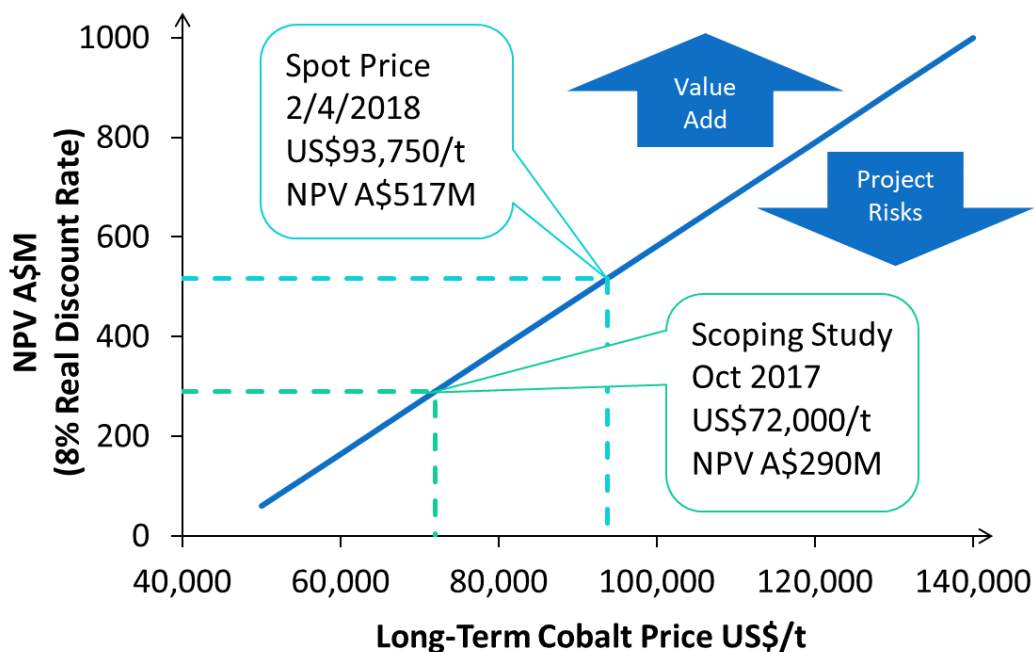 NPV A$M
(8% Real Discount Rate)
1000
800
600
400
200
0
Spot Price
2/4/2018
US$93,750/t
NPV A$517M
Value
Add
Project
Risks
Scoping Study
Oct 2017
US$72,000/t
NPV A$290M
40,000
60,000
80,000
100,000
120,000
140,000
Long-Term Cobalt Price US$/t